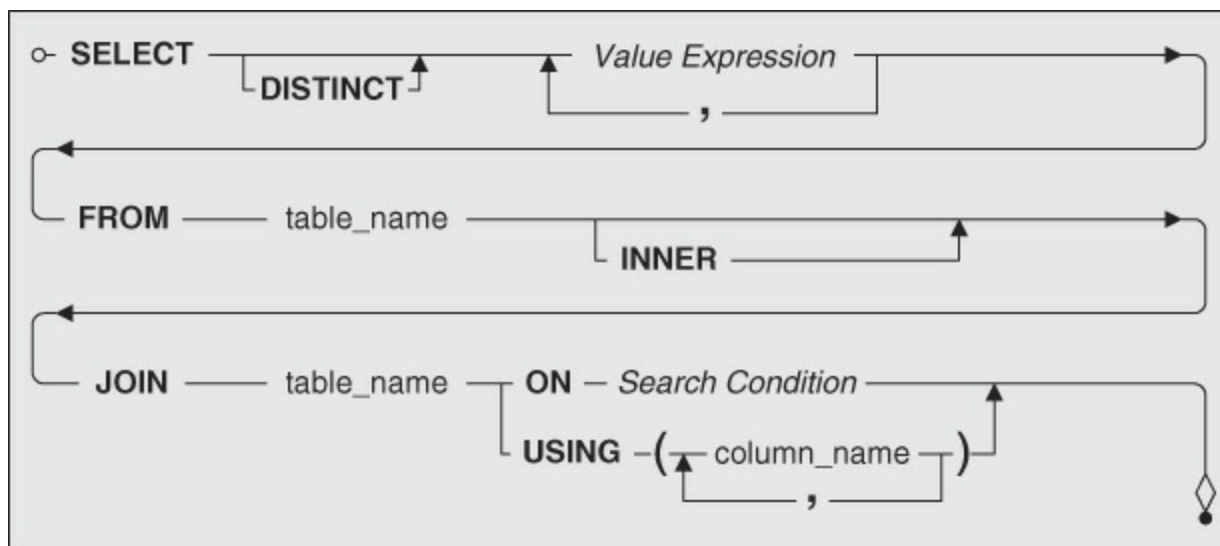 SELECT Value Expression
DISTINCT ,
FROM table_name
INNER
JOIN table_name ON Search Condition
USING ( column_name )
,